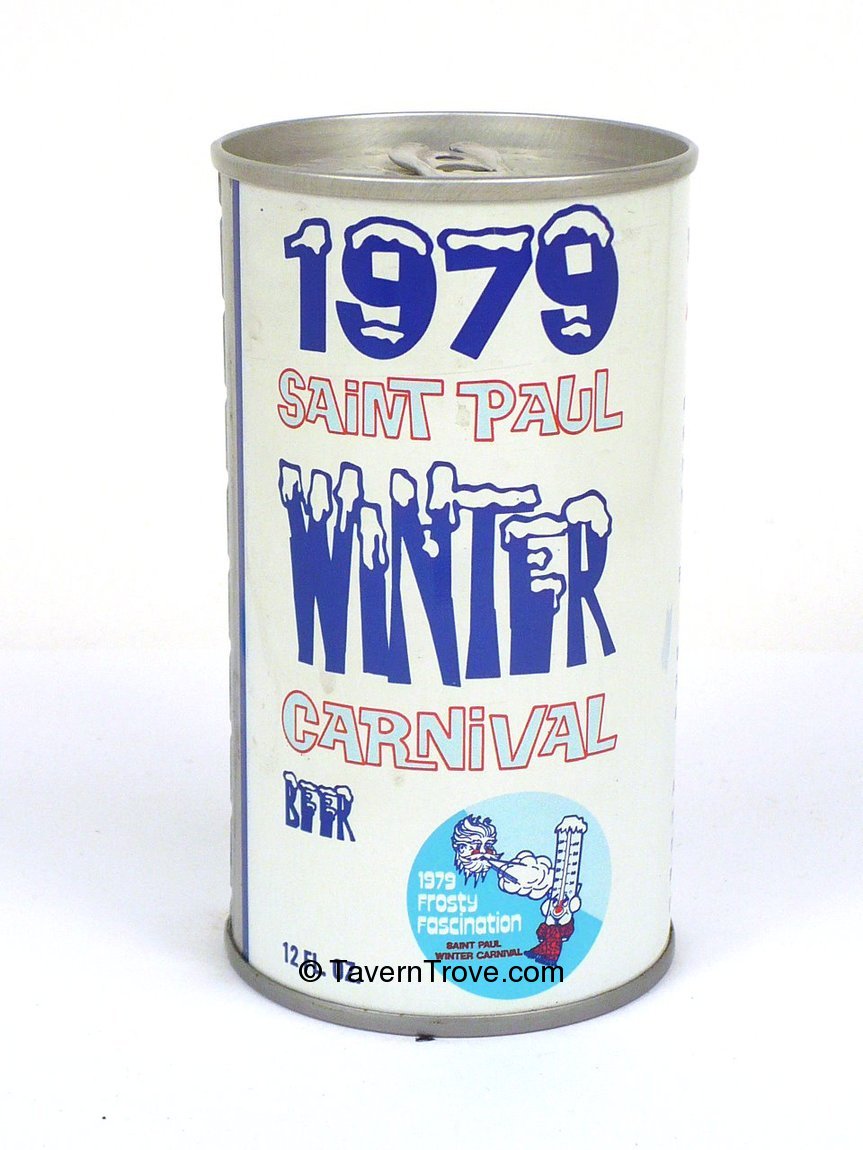 1979
SAiNT PAUL
WiNTER
CARNiVAL
BEER
1979
Frosty
Fascination
SAINT PAUL
WINTER CARNIVAL
12 FL. OZ.
© TavernTrove.com